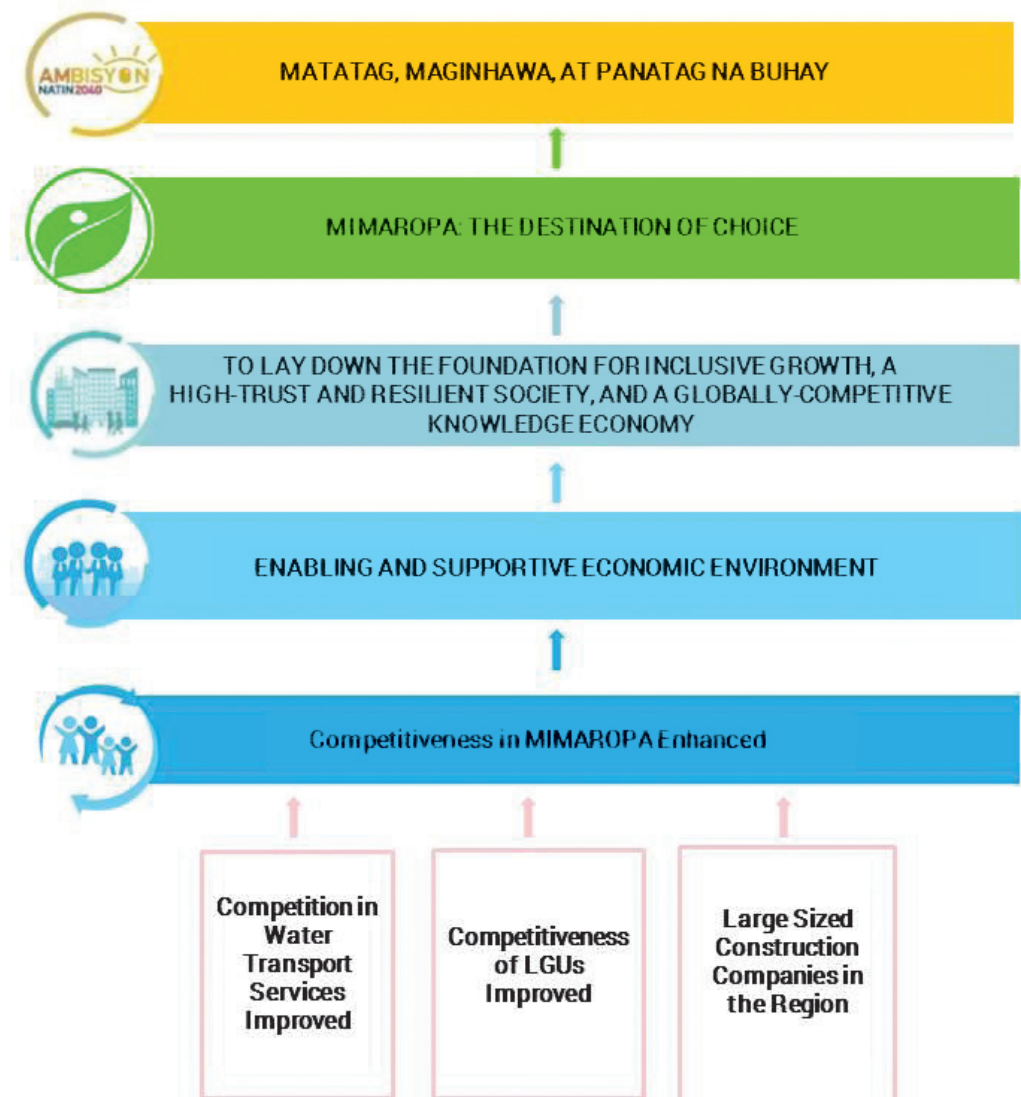 AMBISYON
NATIN2040
MATATAG, MAGINHAWA, AT PANATAG NA BUHAY
MIMAROPA: THE DESTINATION OF CHOICE
TO LAY DOWN THE FOUNDATION FOR INCLUSIVE GROWTH, A
HIGH-TRUST AND RESILIENT SOCIETY, AND A GLOBALLY-COMPETITIVE
KNOWLEDGE ECONOMY
ENABLING AND SUPPORTIVE ECONOMIC ENVIRONMENT
Competitiveness in MIMAROPA Enhanced
Competition in
Water
Transport
Services
Improved
Competitiveness
of LGUs
Improved
Large Sized
Construction
Companies in
the Region